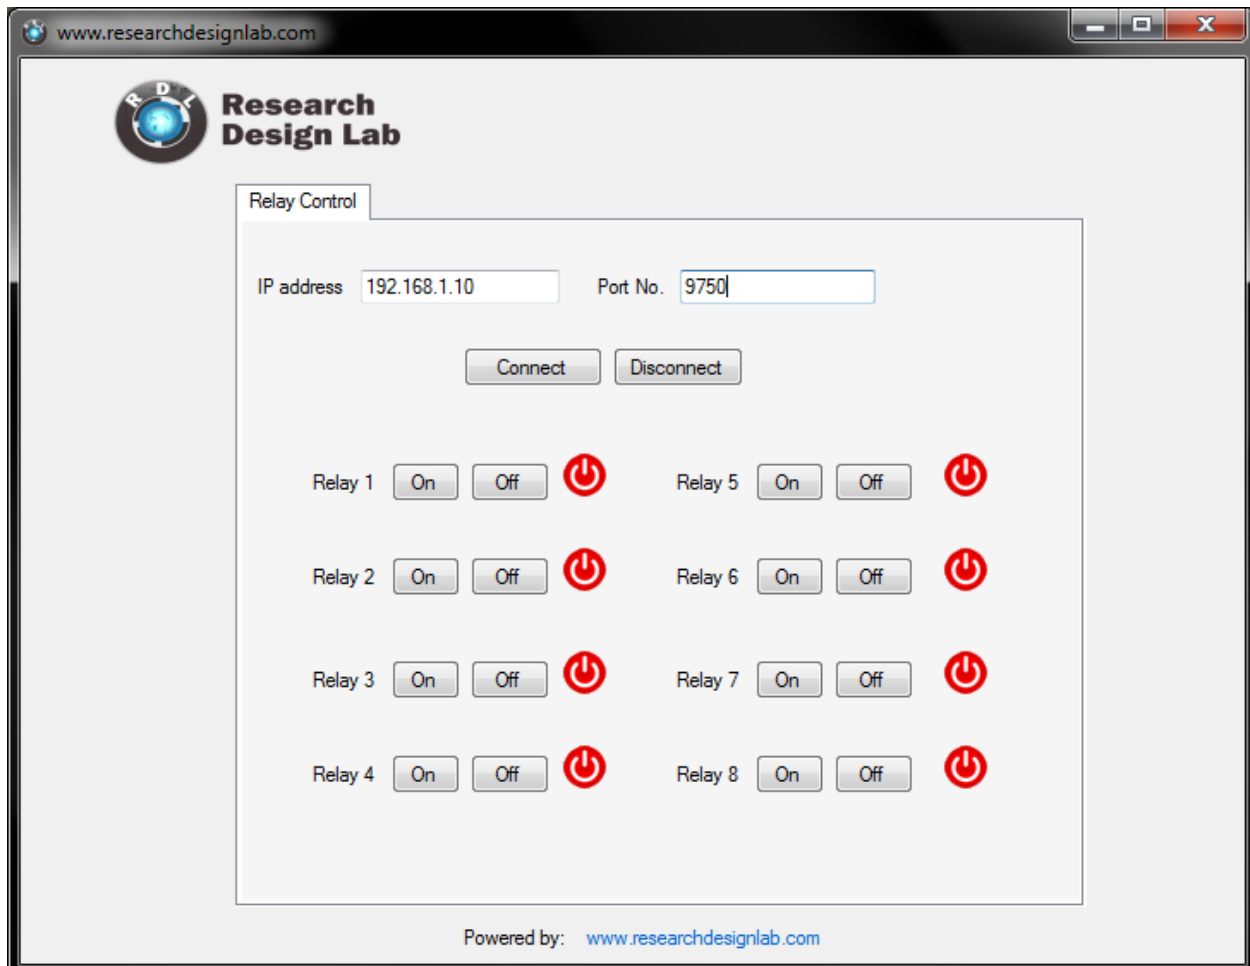 www.researchdesignlab.com
R D L
Research
Design Lab
Relay Control
IP address 192.168.1.10 Port No. 9750
Connect Disconnect
Relay 1 On Off Relay 5 On Off
Relay 2 On Off Relay 6 On Off
Relay 3 On Off Relay 7 On Off
Relay 4 On Off Relay 8 On Off
Powered by: www.researchdesignlab.com